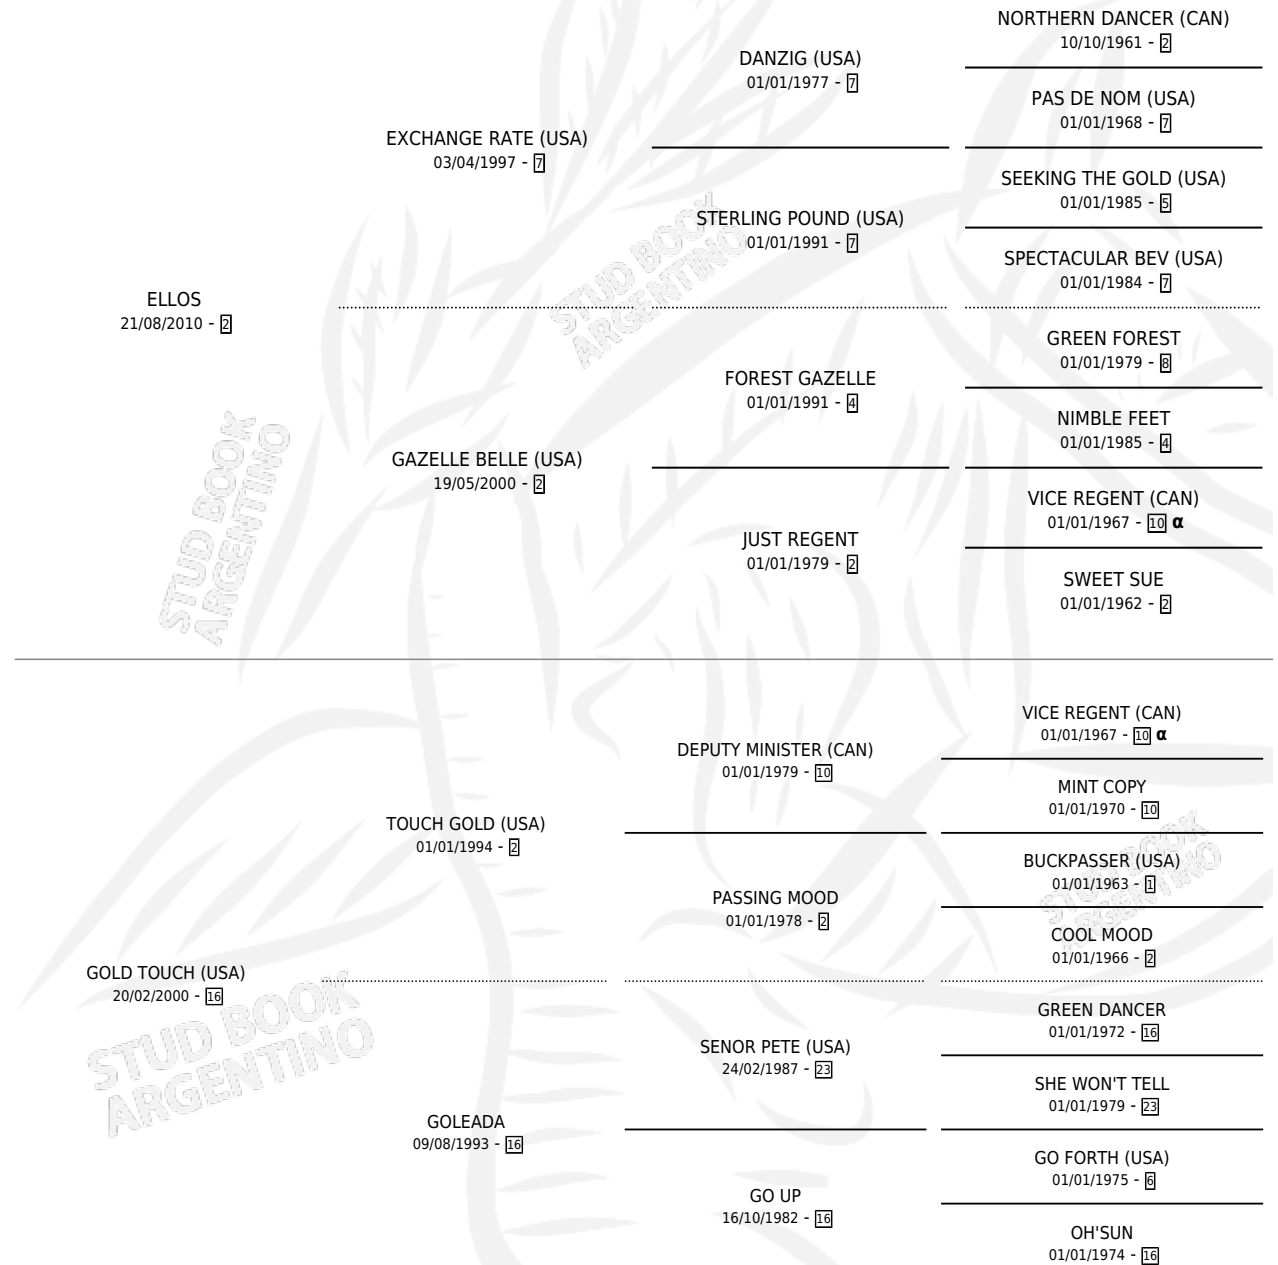 NORTHERN DANCER (CAN)
10/10/1961 - 2
DANZIG (USA)
01/01/1977 - 7
PAS DE NOM (USA)
01/01/1968 - 7
EXCHANGE RATE (USA)
03/04/1997 - 7
SEEKING THE GOLD (USA)
01/01/1985 - 5
STERLING POUND (USA)
01/01/1991 - 7
SPECTACULAR BEV (USA)
01/01/1984 - 7
ELLOS
21/08/2010 - 2
GREEN FOREST
01/01/1979 - 8
FOREST GAZELLE
01/01/1991 - 4
NIMBLE FEET
01/01/1985 - 4
GAZELLE BELLE (USA)
19/05/2000 - 2
VICE REGENT (CAN)
01/01/1967 - 10 α
JUST REGENT
01/01/1979 - 2
SWEET SUE
01/01/1962 - 2
VICE REGENT (CAN)
01/01/1967 - 10 α
DEPUTY MINISTER (CAN)
01/01/1979 - 10
MINT COPY
01/01/1970 - 10
TOUCH GOLD (USA)
01/01/1994 - 2
BUCKPASSER (USA)
01/01/1963 - 1
PASSING MOOD
01/01/1978 - 2
COOL MOOD
01/01/1966 - 2
GOLD TOUCH (USA)
20/02/2000 - 16
GREEN DANCER
01/01/1972 - 16
SENOR PETE (USA)
24/02/1987 - 23
SHE WON'T TELL
01/01/1979 - 23
GOLEADA
09/08/1993 - 16
GO FORTH (USA)
01/01/1975 - 6
GO UP
16/10/1982 - 16
OH'SUN
01/01/1974 - 16
STUD BOOK
ARGENTINO
STUD BOOK
ARGENTINO
STUD BOOK
ARGENTINO
STUD BOOK
ARGENTINO